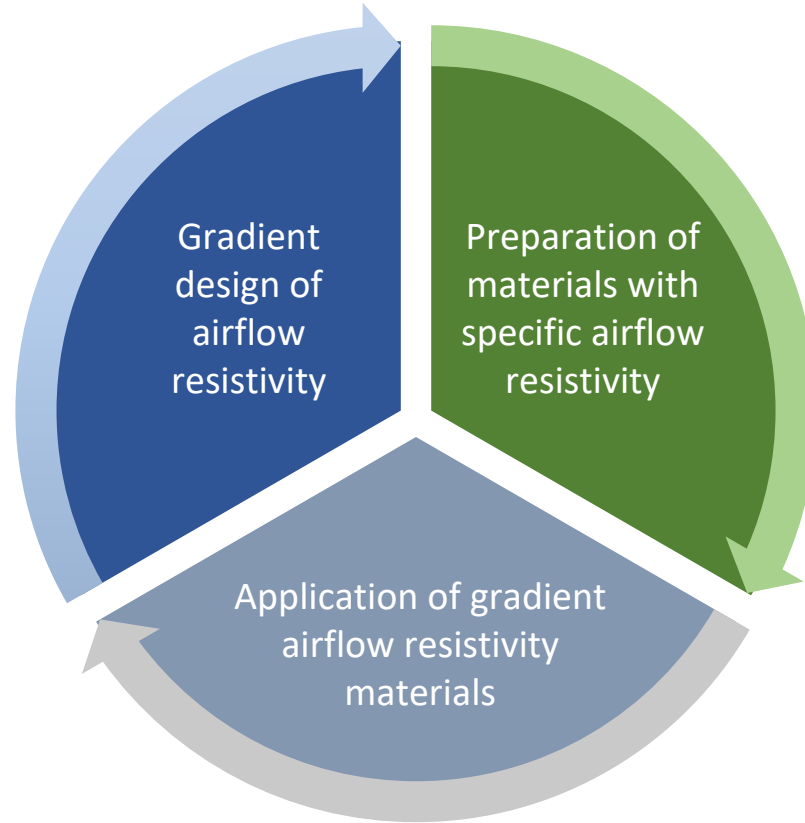 Gradient
design of
airflow
resistivity
Preparation of
materials with
specific airflow
resistivity
Application of gradient
airflow resistivity
materials